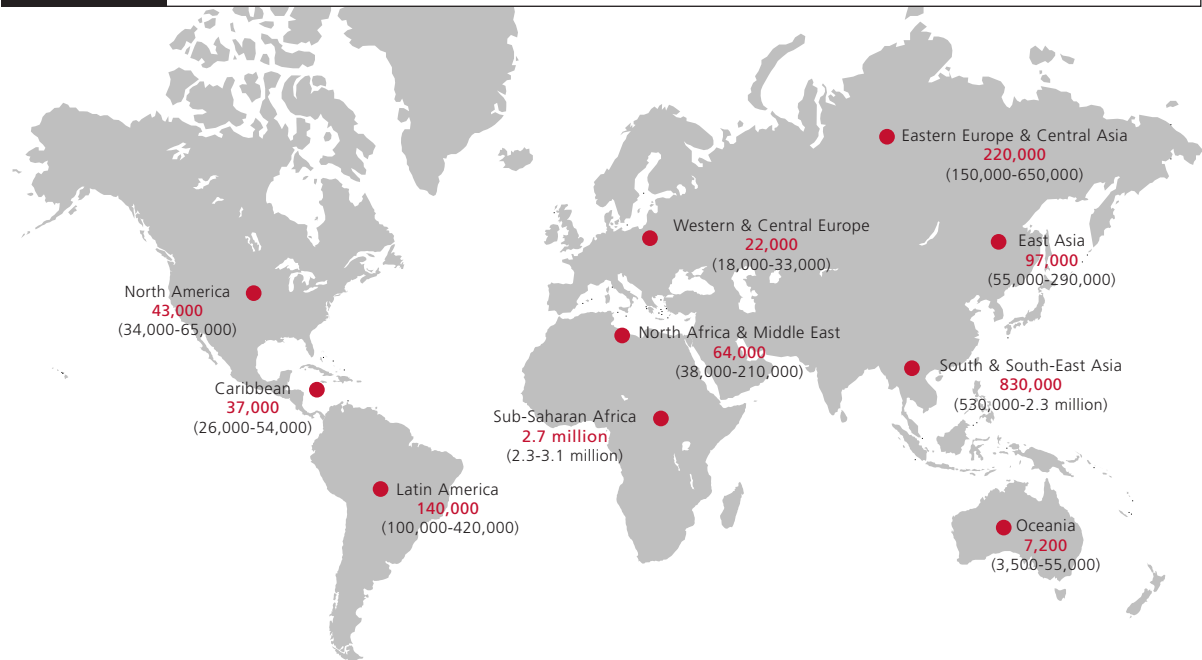 Eastern Europe & Central Asia
220,000
(150,000-650,000)
Western & Central Europe
22,000
(18,000-33,000)
East Asia
97,000
(55,000-290,000)
North America
43,000
(34,000-65,000)
North Africa & Middle East
64,000
(38,000-210,000)
South & South-East Asia
830,000
(530,000-2.3 million)
Caribbean
37,000
(26,000-54,000)
Sub-Saharan Africa
2.7 million
(2.3-3.1 million)
Latin America
140,000
(100,000-420,000)
Oceania
7,200
(3,500-55,000)